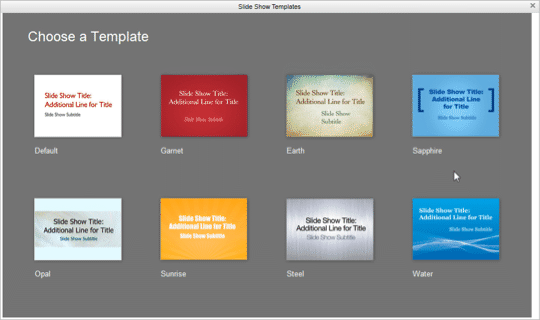 Slide Show Templates
Choose a Template
Slide Show Title:
Additional Line for Title
Slide Show Subtitle
Default
Slide Show Title:
Additional Line for Title
Slide Show Subtitle
Garnet
Slide Show Title:
Additional Line for Title
Slide Show
Subtitle
Earth
Slide Show Title:
Additional Line
for Title
Slide Show Subtitle
Sapphire
Slide Show Title:
Additional Line for Title
Slide Show Subtitle
Opal
Slide Show Title:
Additional Line for Title
Slide Show Subtitle
Sunrise
Slide Show Title:
Additional Line for Title
Slide Show Subtitle
Steel
Slide Show Title:
Additional Line for Title
Slide Show Subtitle
Water